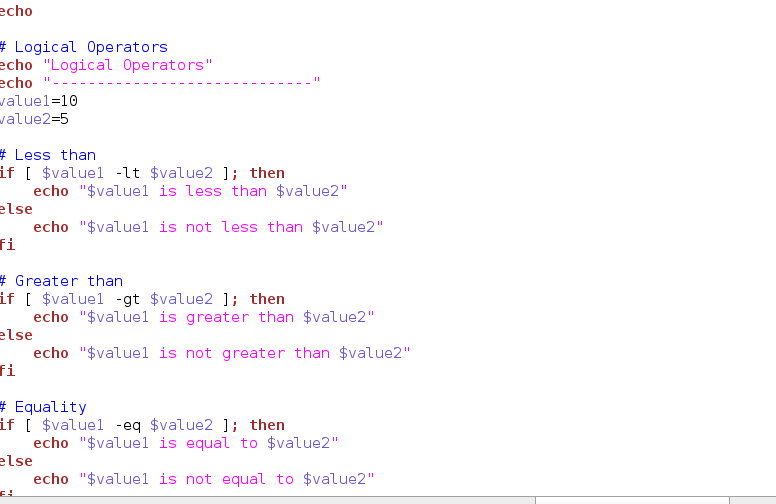 echo
# Logical Operators
echo "Logical Operators"
echo "-----------------------------"
value1=10
value2=5
# Less than
if [ $value1 -lt $value2 ]; then
    echo "$value1 is less than $value2"
else
    echo "$value1 is not less than $value2"
fi
# Greater than
if [ $value1 -gt $value2 ]; then
    echo "$value1 is greater than $value2"
else
    echo "$value1 is not greater than $value2"
fi
# Equality
if [ $value1 -eq $value2 ]; then
    echo "$value1 is equal to $value2"
else
    echo "$value1 is not equal to $value2"
fi